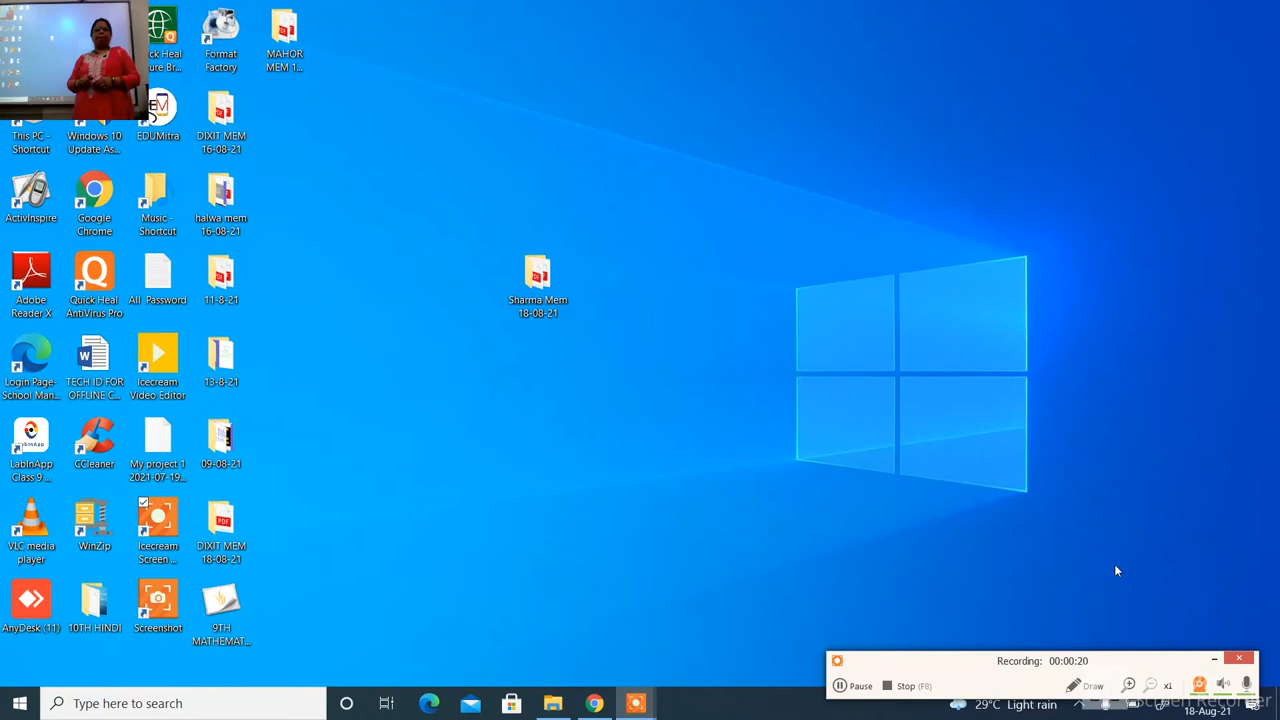 ck Heal
ure Br...
Format
Factory
MAHOR
MEM 1...
This PC -
Shortcut
Windows 10
Update As...
EDUMitra
DIXIT MEM
16-08-21
ActivInspire
Google
Chrome
Music -
Shortcut
halwa mem
16-08-21
Adobe
Reader X
Quick Heal
AntiVirus Pro
All Password
11-8-21
Sharma Mem
18-08-21
Login Page-
School Man...
TECH ID FOR
OFFLINE C...
Icecream
Video Editor
13-8-21
LabInApp
Class 9 ...
CCleaner
My project 1
2021-07-19...
09-08-21
VLC media
player
WinZip
Icecream
Screen ...
DIXIT MEM
18-08-21
AnyDesk (11)
10TH HINDI
Screenshot
9TH
MATHEMAT...
Recording: 00:00:20
Pause
Stop (F8)
Draw
x1
Type here to search
29°C Light rain
18-Aug-21